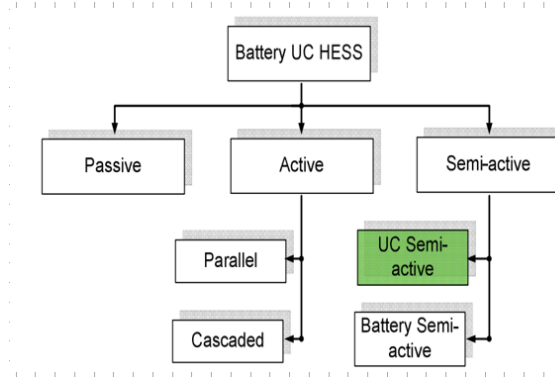 Battery UC HESS
Passive
Active
Semi-active
Parallel
UC Semi-
active
Cascaded
Battery Semi-
active